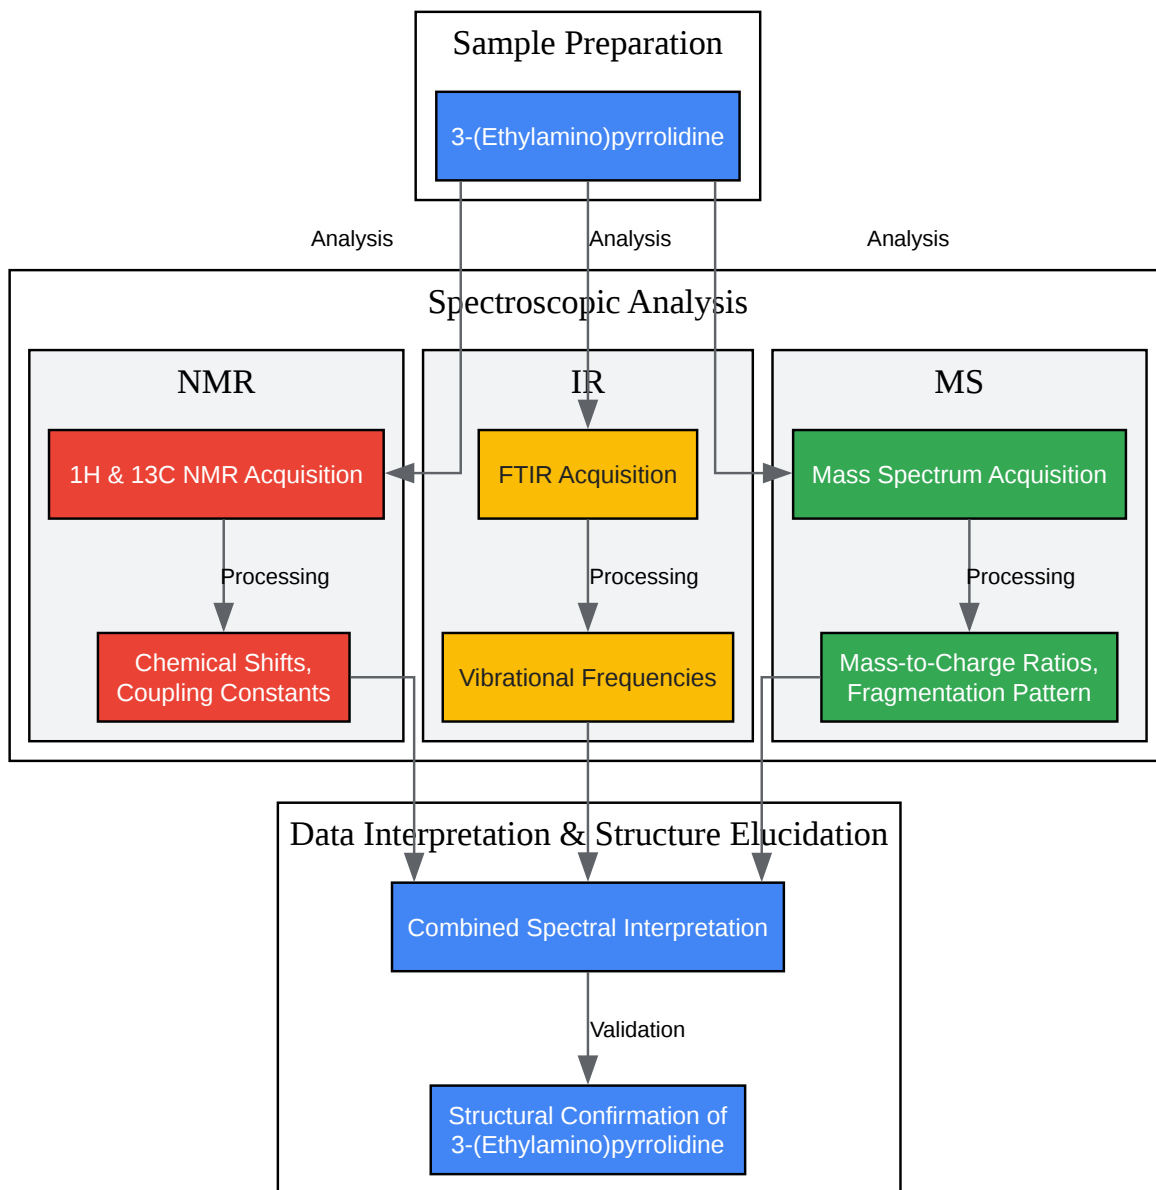 Sample Preparation
3-(Ethylamino)pyrrolidine
Analysis
Analysis
Analysis
Spectroscopic Analysis
NMR
IR
MS
1H & 13C NMR Acquisition
FTIR Acquisition
Mass Spectrum Acquisition
Processing
Processing
Processing
Chemical Shifts,
Coupling Constants
Vibrational Frequencies
Mass-to-Charge Ratios,
Fragmentation Pattern
Data Interpretation & Structure Elucidation
Combined Spectral Interpretation
Validation
Structural Confirmation of
3-(Ethylamino)pyrrolidine